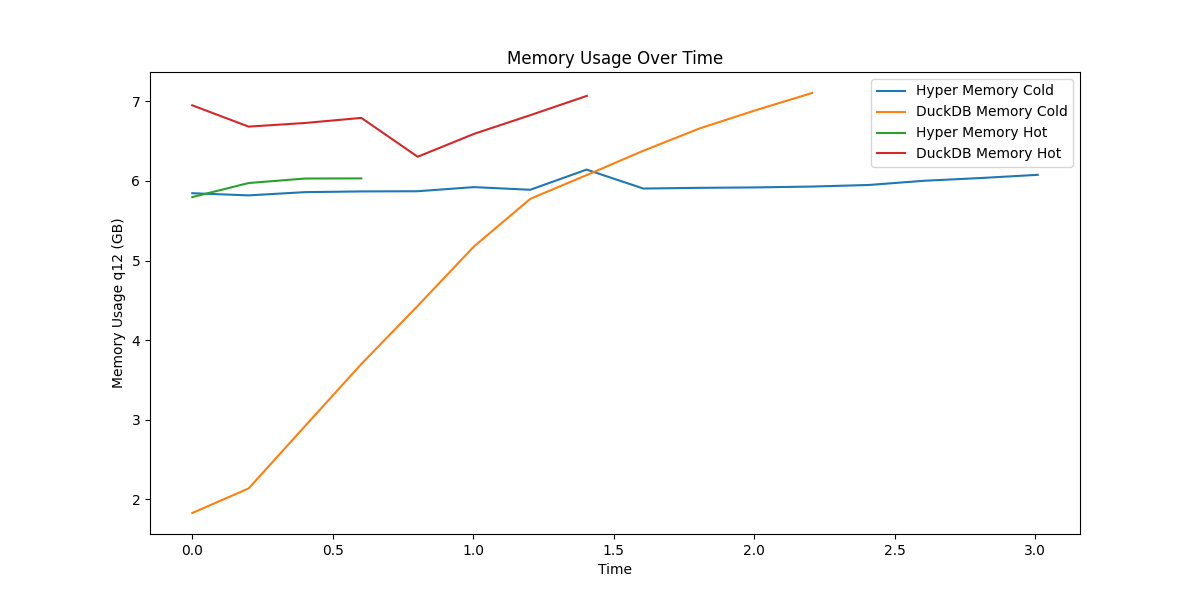 Memory Usage Over Time
Hyper Memory Cold
DuckDB Memory Cold
Hyper Memory Hot
DuckDB Memory Hot
Memory Usage q12 (GB)
7
6
5
4
3
2
0.0 0.5 1.0 1.5 2.0 2.5 3.0
Time